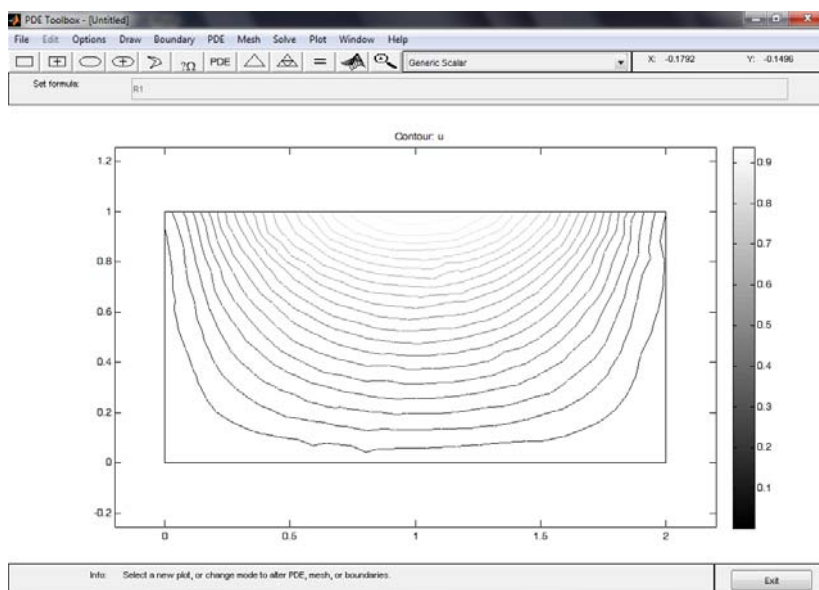 PDE Toolbox - [Untitled]
File Edit Options Draw Boundary PDE Mesh Solve Plot Window Help
?Ω PDE = Generic Scalar X: -0.1792 Y: -0.1496
Set formula: R1
Contour: u
1.2
1
0.8
0.6
0.4
0.2
0
-0.2
0 0.5 1 1.5 2
0.9
0.8
0.7
0.6
0.5
0.4
0.3
0.2
0.1
Info: Select a new plot, or change mode to alter PDE, mesh, or boundaries. Exit